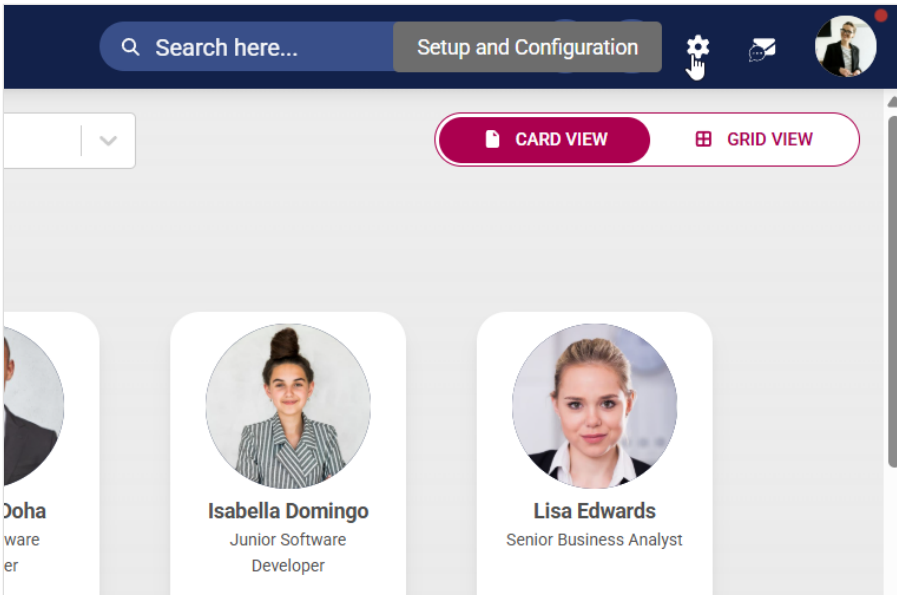 Search here...
Setup and Configuration
CARD VIEW
GRID VIEW
Doha
Isabella Domingo
Lisa Edwards
ware
Junior Software
Senior Business Analyst
er
Developer